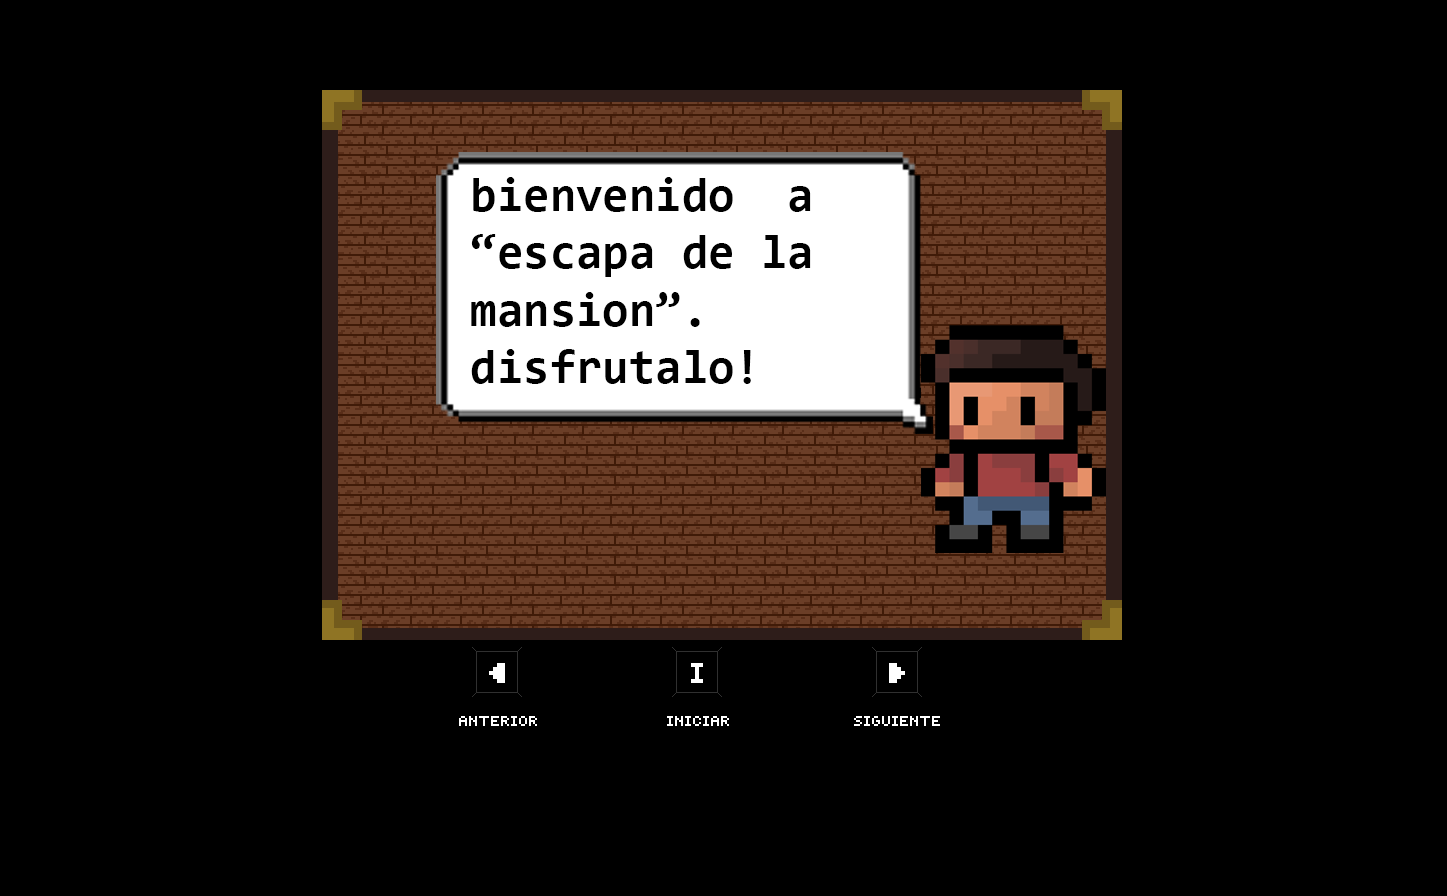 bienvenido  a
“escapa de la
mansion”.
disfrutalo!
I
ANTERIOR
INICIAR
SIGUIENTE